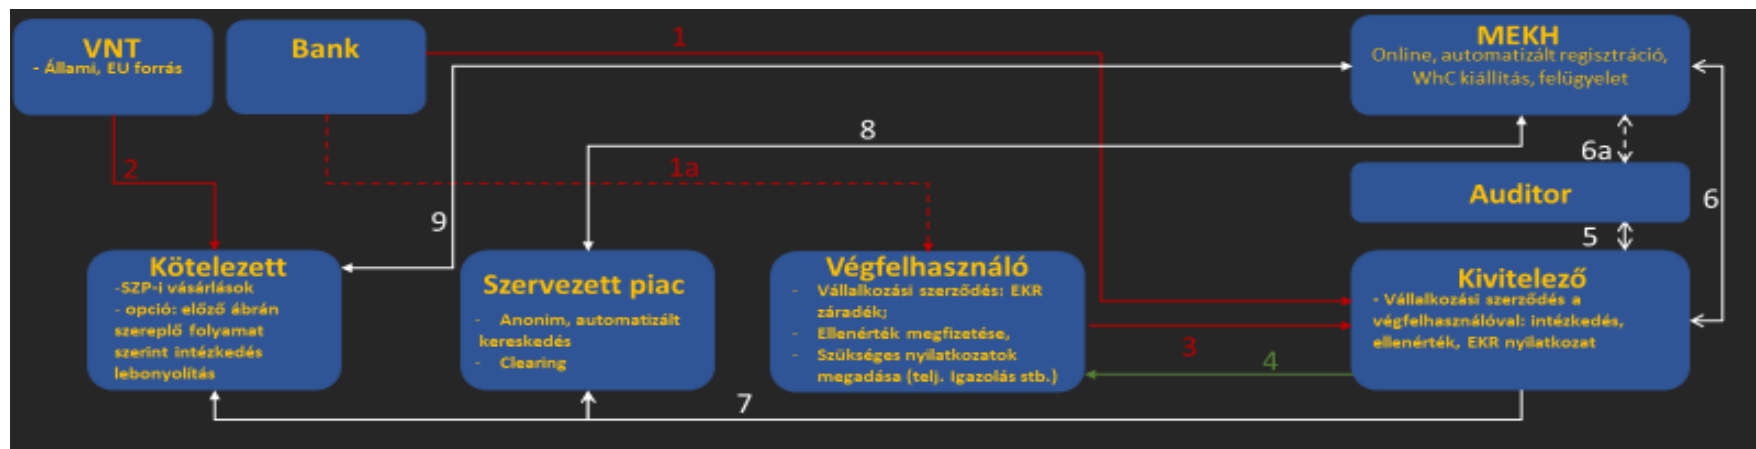 VNT
- Állami, EU forrás
Bank
1
MEKH
Online, automatizált regisztráció,
WhC kiállítás, felügyelet
8
6a
2
1a
Auditor
6
9
5
Kötelezett
-SZP-i vásárlások
- opció: előző ábrán
szereplő folyamat
szerint intézkedés
lebonyolítás
Szervezett piac
- Anonim, automatizált
kereskedés
- Clearing
Végfelhasználó
- Vállalkozási szerződés: EKR
záradék;
- Ellenérték megfizetése,
- Szükséges nyilatkozatok
megadása (telj. Igazolás stb.)
3
4
Kivitelező
- Vállalkozási szerződés a
végfelhasználóval: intézkedés,
ellenérték, EKR nyilatkozat
7